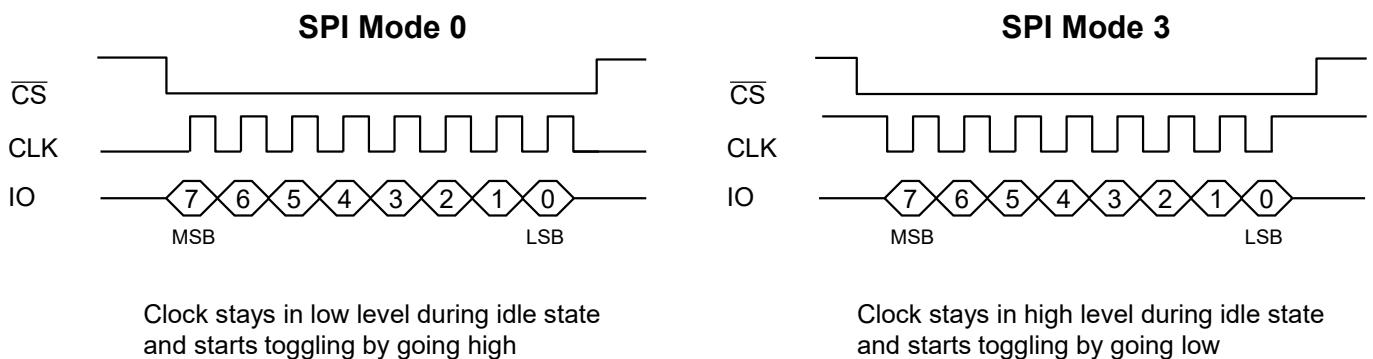 SPI Mode 0
CS
CLK
IO
7 6 5 4 3 2 1 0
MSB LSB
Clock stays in low level during idle state
and starts toggling by going high
SPI Mode 3
CS
CLK
IO
7 6 5 4 3 2 1 0
MSB LSB
Clock stays in high level during idle state
and starts toggling by going low